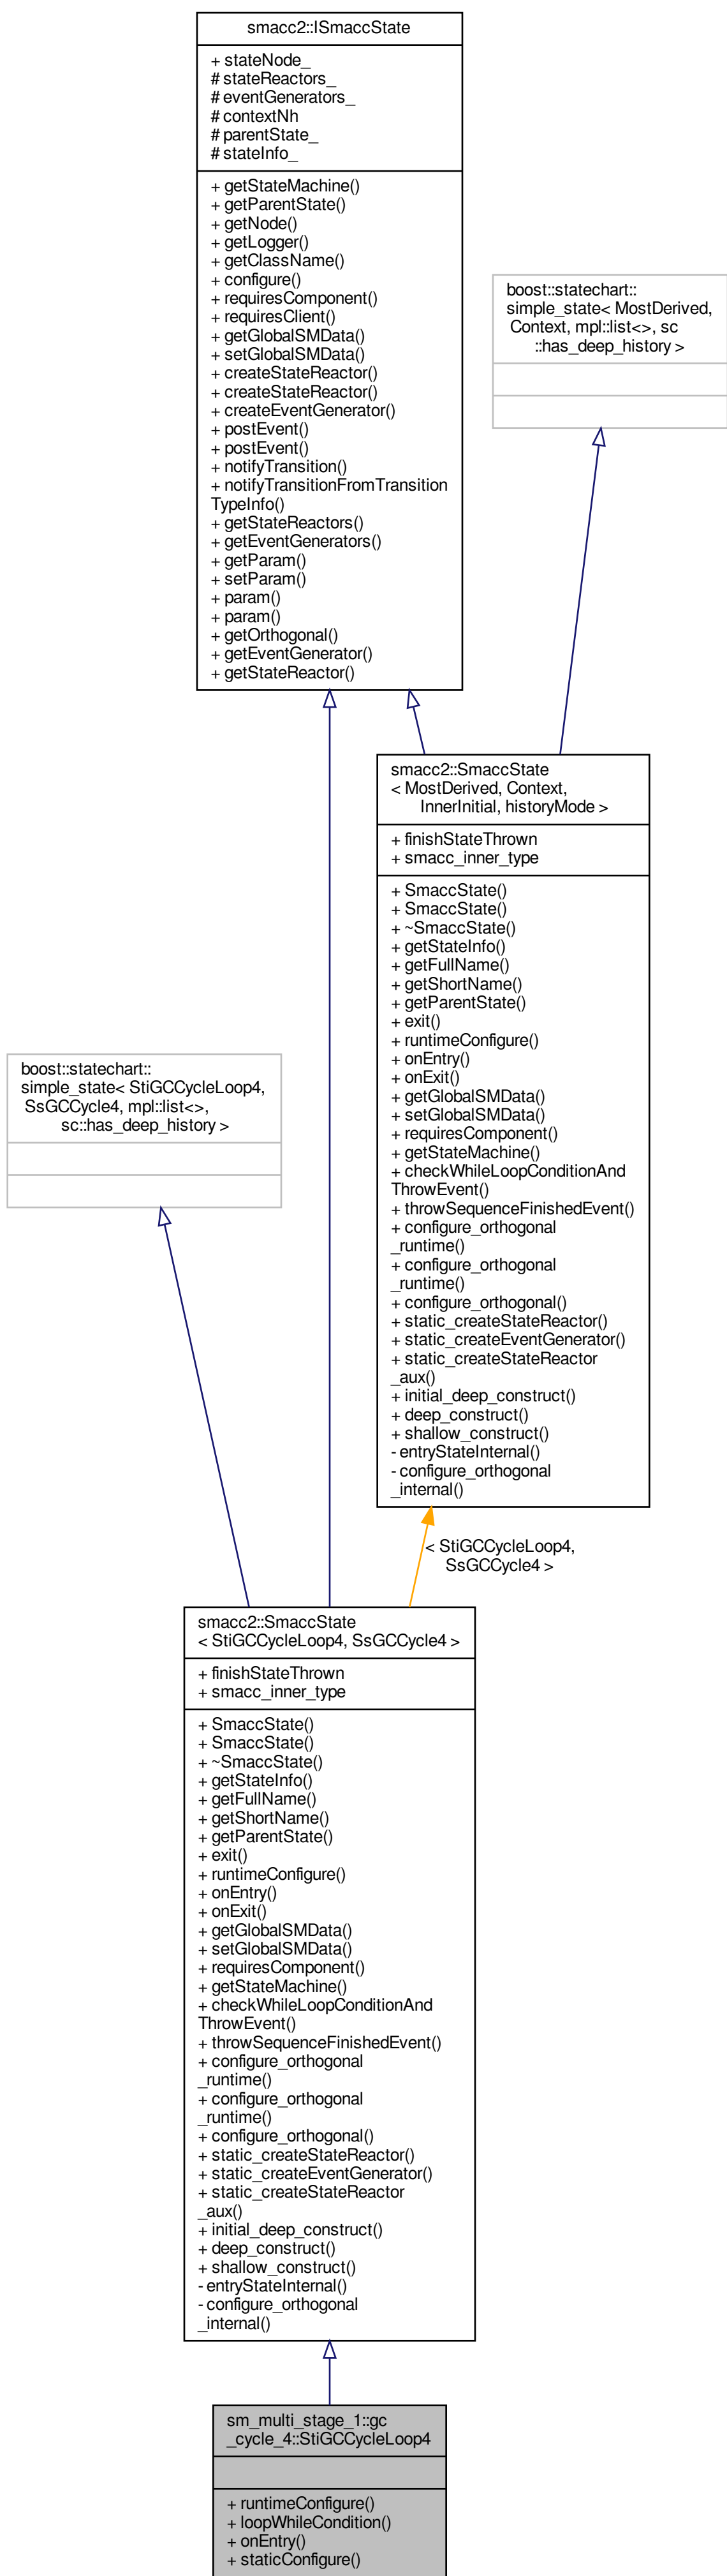 smacc2::ISmaccState
+ stateNode_
# stateReactors_
# eventGenerators_
# contextNh
# parentState_
# stateInfo_
+ getStateMachine()
+ getParentState()
+ getNode()
+ getLogger()
+ getClassName()
+ configure()
+ requiresComponent()
+ requiresClient()
+ getGlobalSMData()
+ setGlobalSMData()
+ createStateReactor()
+ createStateReactor()
+ createEventGenerator()
+ postEvent()
+ postEvent()
+ notifyTransition()
+ notifyTransitionFromTransition
TypeInfo()
+ getStateReactors()
+ getEventGenerators()
+ getParam()
+ setParam()
+ param()
+ param()
+ getOrthogonal()
+ getEventGenerator()
+ getStateReactor()
boost::statechart::
simple_state< MostDerived,
Context, mpl::list<>, sc
::has_deep_history >
smacc2::SmaccState
< MostDerived, Context,
InnerInitial, historyMode >
+ finishStateThrown
+ smacc_inner_type
+ SmaccState()
+ SmaccState()
+ ~SmaccState()
+ getStateInfo()
+ getFullName()
+ getShortName()
+ getParentState()
+ exit()
+ runtimeConfigure()
+ onEntry()
+ onExit()
+ getGlobalSMData()
+ setGlobalSMData()
+ requiresComponent()
+ getStateMachine()
+ checkWhileLoopConditionAnd
ThrowEvent()
+ throwSequenceFinishedEvent()
+ configure_orthogonal
_runtime()
+ configure_orthogonal
_runtime()
+ configure_orthogonal()
+ static_createStateReactor()
+ static_createEventGenerator()
+ static_createStateReactor
_aux()
+ initial_deep_construct()
+ deep_construct()
+ shallow_construct()
- entryStateInternal()
- configure_orthogonal
_internal()
boost::statechart::
simple_state< StiGCCycleLoop4,
SsGCCycle4, mpl::list<>,
sc::has_deep_history >
< StiGCCycleLoop4,
SsGCCycle4 >
smacc2::SmaccState
< StiGCCycleLoop4, SsGCCycle4 >
+ finishStateThrown
+ smacc_inner_type
+ SmaccState()
+ SmaccState()
+ ~SmaccState()
+ getStateInfo()
+ getFullName()
+ getShortName()
+ getParentState()
+ exit()
+ runtimeConfigure()
+ onEntry()
+ onExit()
+ getGlobalSMData()
+ setGlobalSMData()
+ requiresComponent()
+ getStateMachine()
+ checkWhileLoopConditionAnd
ThrowEvent()
+ throwSequenceFinishedEvent()
+ configure_orthogonal
_runtime()
+ configure_orthogonal
_runtime()
+ configure_orthogonal()
+ static_createStateReactor()
+ static_createEventGenerator()
+ static_createStateReactor
_aux()
+ initial_deep_construct()
+ deep_construct()
+ shallow_construct()
- entryStateInternal()
- configure_orthogonal
_internal()
sm_multi_stage_1::gc
_cycle_4::StiGCCycleLoop4
+ runtimeConfigure()
+ loopWhileCondition()
+ onEntry()
+ staticConfigure()